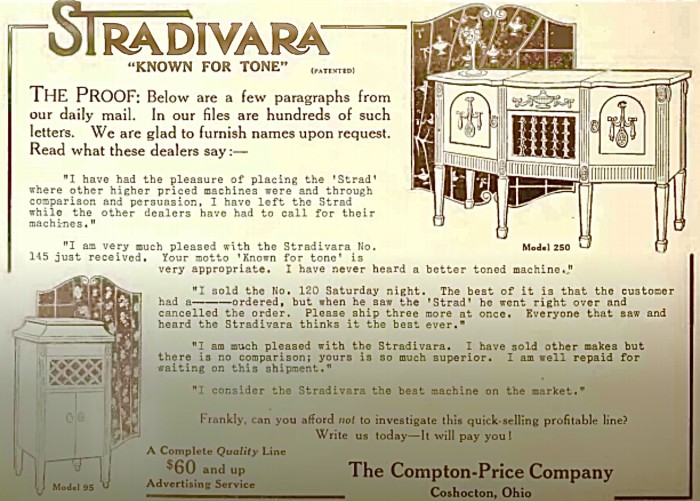 STRADIVARA
"KNOWN FOR TONE" (PATENTED)
THE PROOF: Below are a few paragraphs from
our daily mail. In our files are hundreds of such
letters. We are glad to furnish names upon request.
Read what these dealers say:—
"I have had the pleasure of placing the 'Strad'
where other higher priced machines were and through
comparison and persuasion, I have left the Strad
while the other dealers have had to call for their
machines."
"I am very much pleased with the Stradivara No.
145 just received. Your motto 'Known for tone' is
very appropriate. I have never heard a better toned machine."
"I sold the No. 120 Saturday night. The best of it is that the customer
had a———ordered, but when he saw the 'Strad' he went right over and
cancelled the order. Please ship three more at once. Everyone that saw and
heard the Stradivara thinks it the best ever."
"I am much pleased with the Stradivara. I have sold other makes but
there is no comparison; yours is so much superior. I am well repaid for
waiting on this shipment."
"I consider the Stradivara the best machine on the market."
Frankly, can you afford not to investigate this quick-selling profitable line?
Write us today—It will pay you!
Model 250
Model 95
A Complete Quality Line
$60 and up
Advertising Service
The Compton-Price Company
Coshocton, Ohio